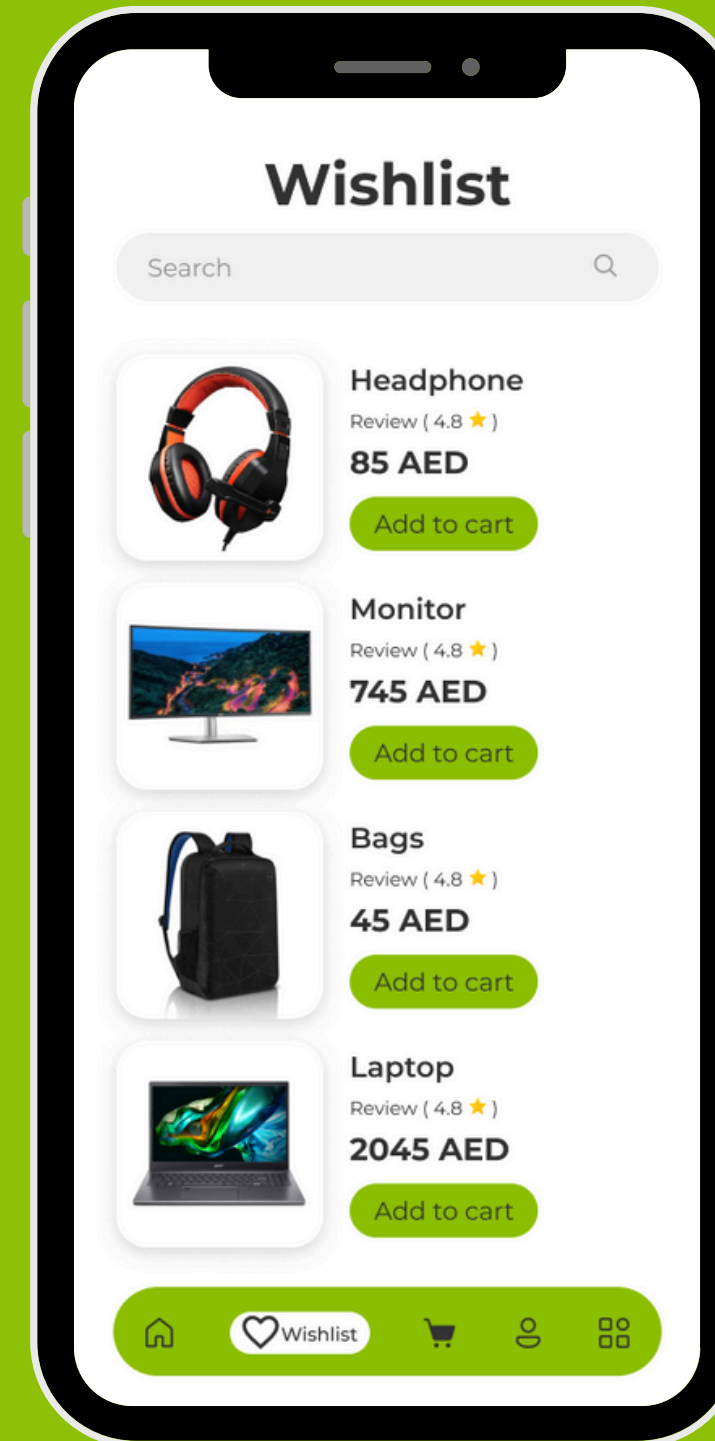 Wishlist
Search
Headphone
Review ( 4.8 ⭐ )
85 AED
Add to cart
Monitor
Review ( 4.8 ⭐ )
745 AED
Add to cart
Bags
Review ( 4.8 ⭐ )
45 AED
Add to cart
Laptop
Review ( 4.8 ⭐ )
2045 AED
Add to cart
Wishlist